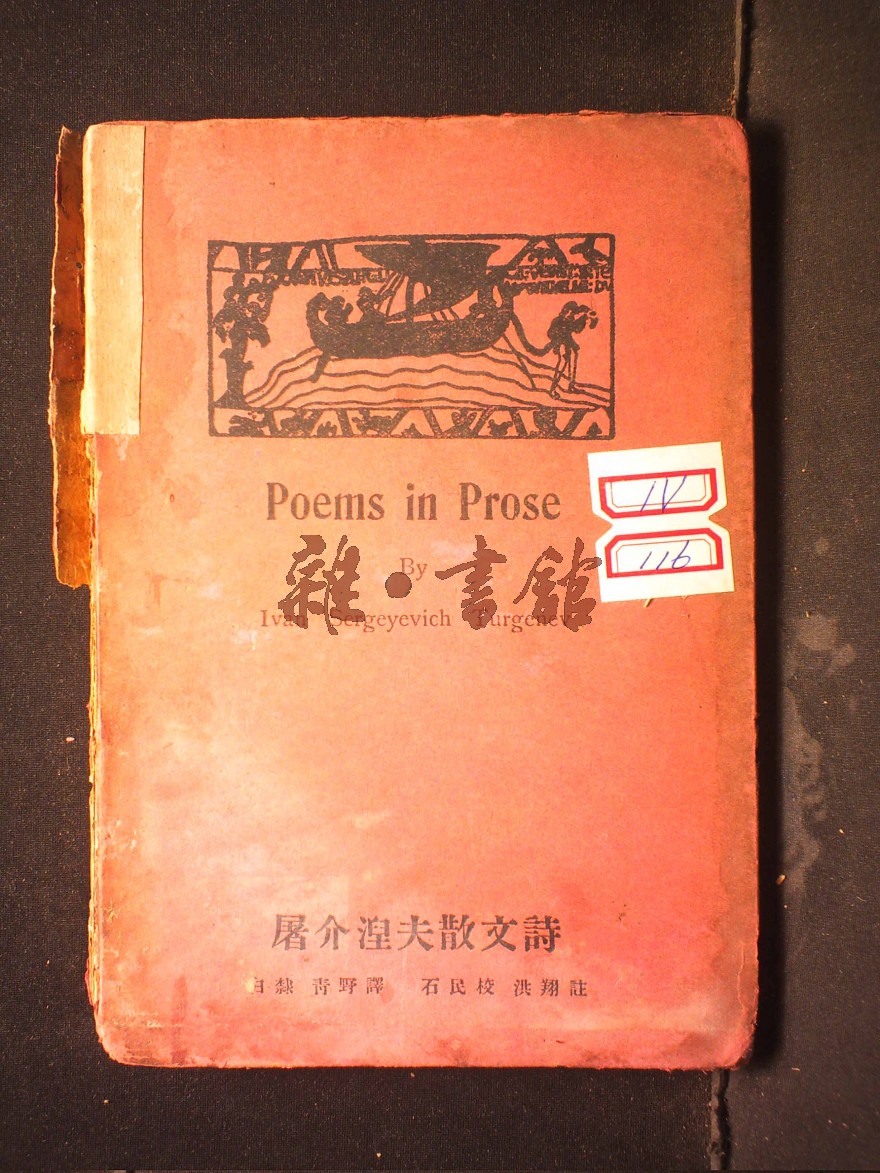 Poems in Prose
IV
雜·書館
By
116
Ivan Sergeyevich Turgenev
屠介湼夫散文詩
白棣 青野譯 石民校 洪翔註